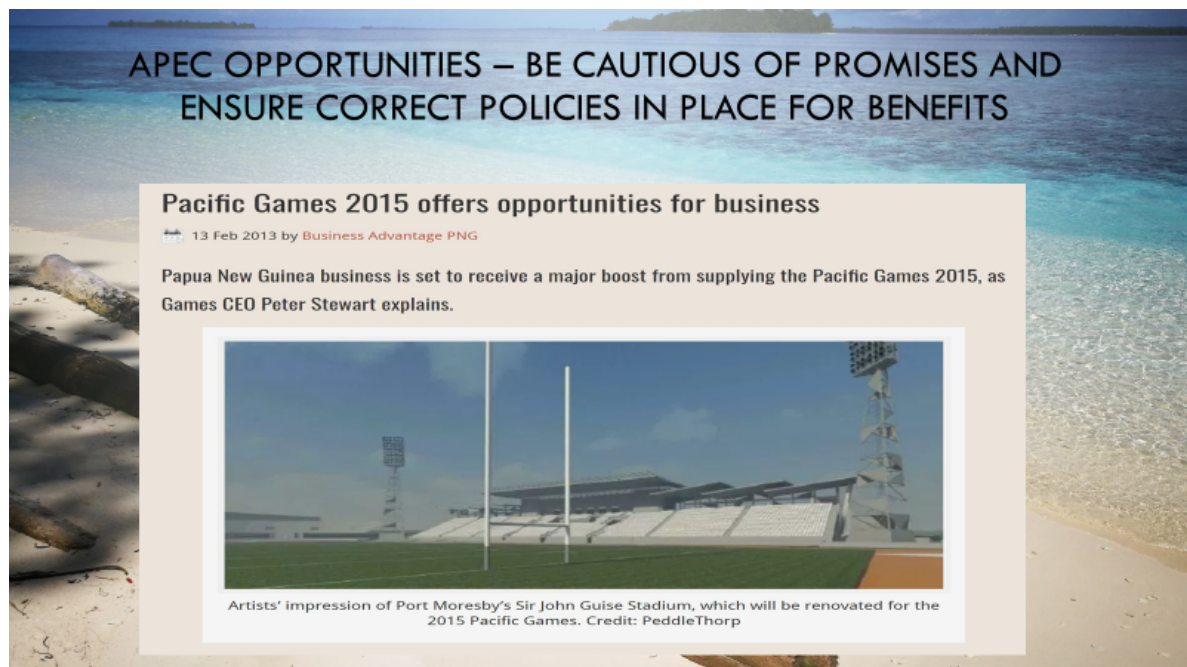 APEC OPPORTUNITIES – BE CAUTIOUS OF PROMISES AND
ENSURE CORRECT POLICIES IN PLACE FOR BENEFITS
Pacific Games 2015 offers opportunities for business
13 Feb 2013 by Business Advantage PNG
Papua New Guinea business is set to receive a major boost from supplying the Pacific Games 2015, as
Games CEO Peter Stewart explains.
Artists’ impression of Port Moresby’s Sir John Guise Stadium, which will be renovated for the
2015 Pacific Games. Credit: PeddleThorp